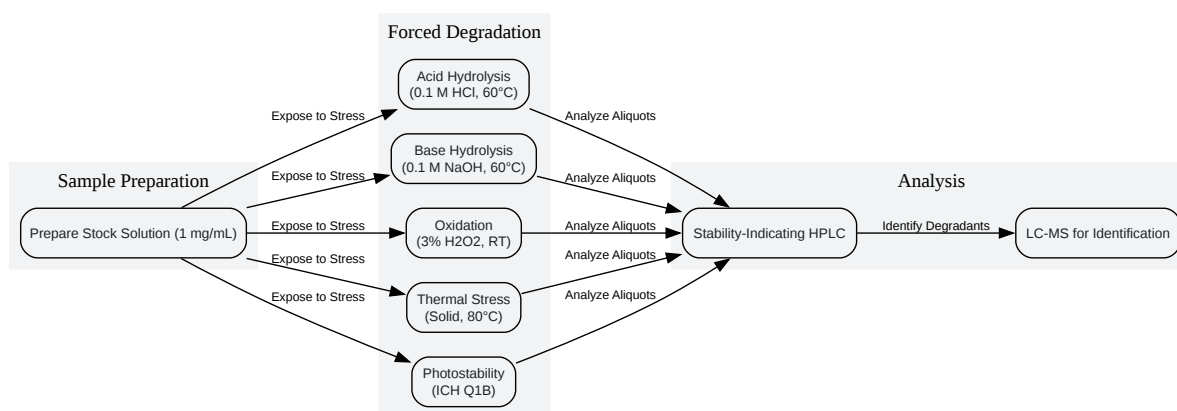 Forced Degradation
Acid Hydrolysis
(0.1 M HCl, 60°C)
Expose to Stress
Analyze Aliquots
Base Hydrolysis
(0.1 M NaOH, 60°C)
Sample Preparation
Expose to Stress
Analyze Aliquots
Analysis
Prepare Stock Solution (1 mg/mL)
Expose to Stress
Oxidation
(3% H2O2, RT)
Analyze Aliquots
Stability-Indicating HPLC
Identify Degradants
LC-MS for Identification
Expose to Stress
Analyze Aliquots
Thermal Stress
(Solid, 80°C)
Expose to Stress
Analyze Aliquots
Photostability
(ICH Q1B)